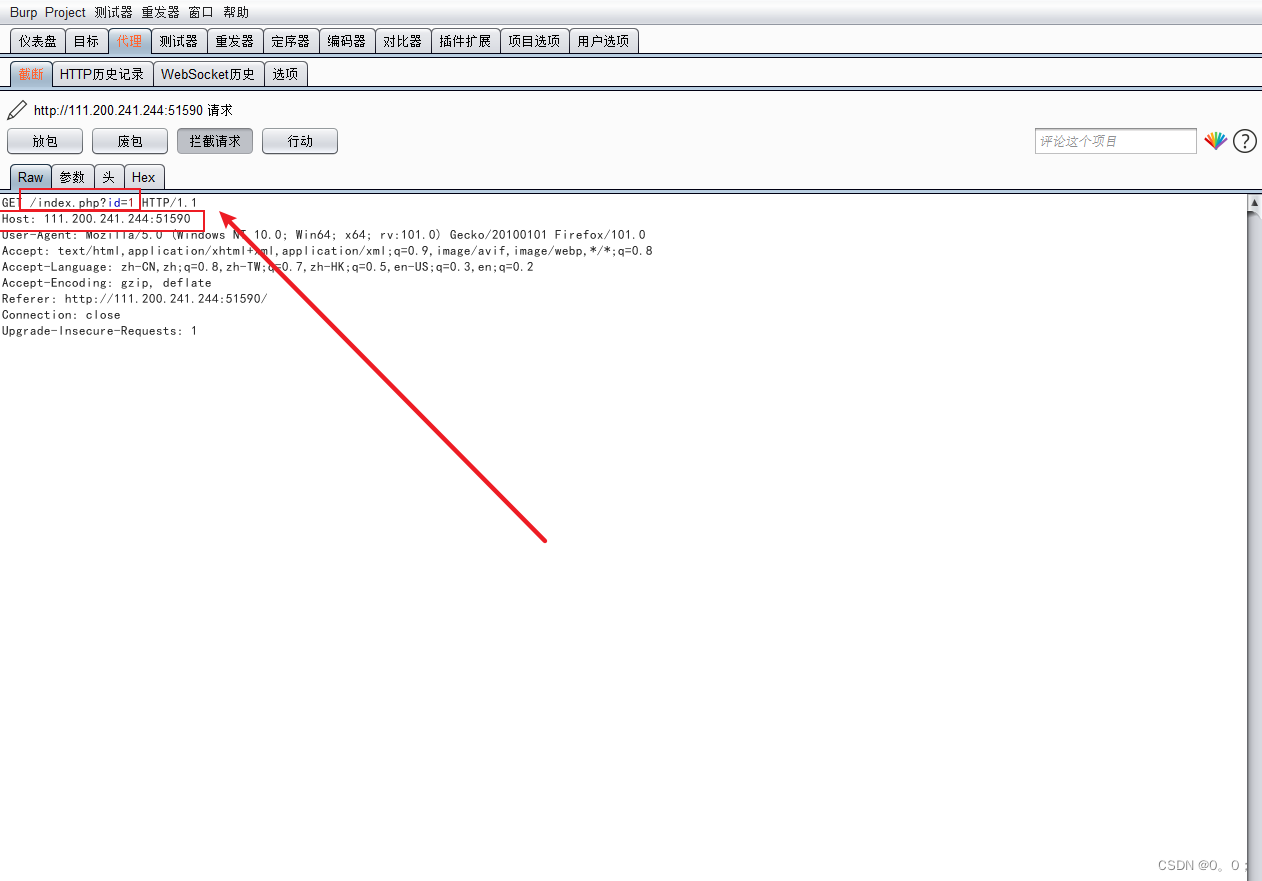 Burp Project 测试器 重发器 窗口 帮助
仪表盘 目标 代理 测试器 重发器 定序器 编码器 对比器 插件扩展 项目选项 用户选项
截断 HTTP历史记录 WebSocket历史 选项
http://111.200.241.244:51590 请求
放包 废包 拦截请求 行动 评论这个项目 ?
Raw 参数 头 Hex
GET /index.php?id=1 HTTP/1.1
Host: 111.200.241.244:51590
User-Agent: Mozilla/5.0 (Windows NT 10.0; Win64; x64; rv:101.0) Gecko/20100101 Firefox/101.0
Accept: text/html,application/xhtml+xml,application/xml;q=0.9,image/avif,image/webp,*/*;q=0.8
Accept-Language: zh-CN,zh;q=0.8,zh-TW;q=0.7,zh-HK;q=0.5,en-US;q=0.3,en;q=0.2
Accept-Encoding: gzip, deflate
Referer: http://111.200.241.244:51590/
Connection: close
Upgrade-Insecure-Requests: 1
CSDN @O。O ;